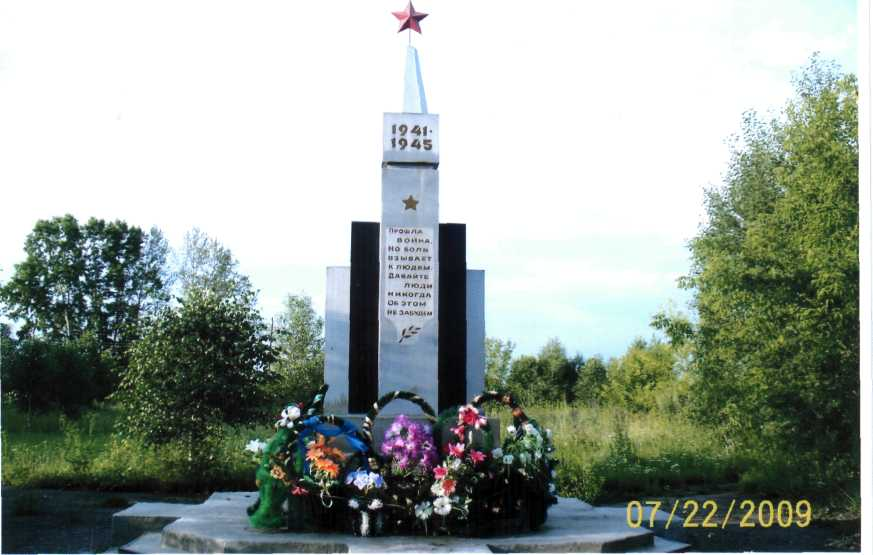 1941-
1945
ПРОШЛА
ВОЙНА,
НО БОЛЬ
ВЗЫВАЕТ
К ЛЮДЯМ.
ДАВАЙТЕ
ЛЮДИ
НИКОГДА
ОБ ЭТОМ
НЕ ЗАБУДЕМ
07/22/2009